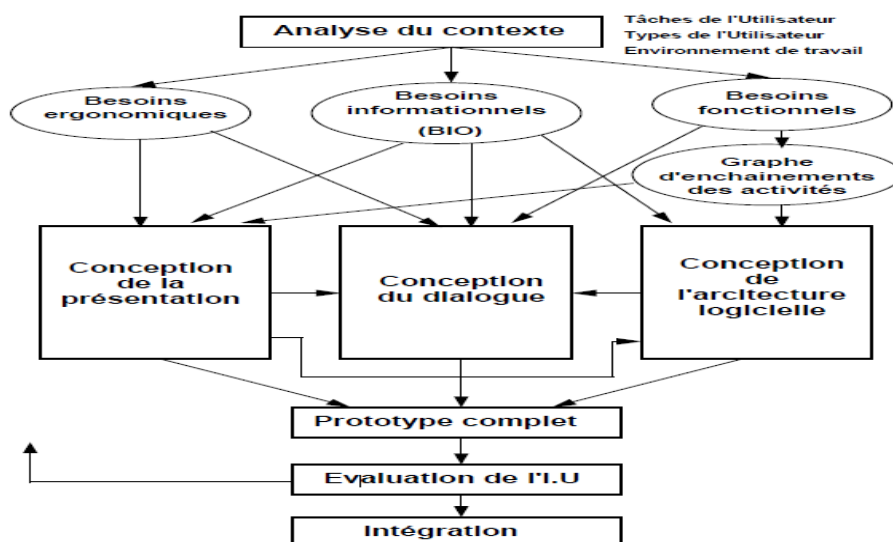 Analyse du contexte
Tâches de l'Utilisateur
Types de l'Utilisateur
Environnement de travail
Besoins
ergonomiques
Besoins
informationnels
(BIO)
Besoins
fonctionnels
Graphe
d'enchainements
des activités
Conception
de la
présentation
Conception
du dialogue
Conception
de
l'arcitecture
logicielle
Prototype complet
Evaluation de l'I.U
Intégration